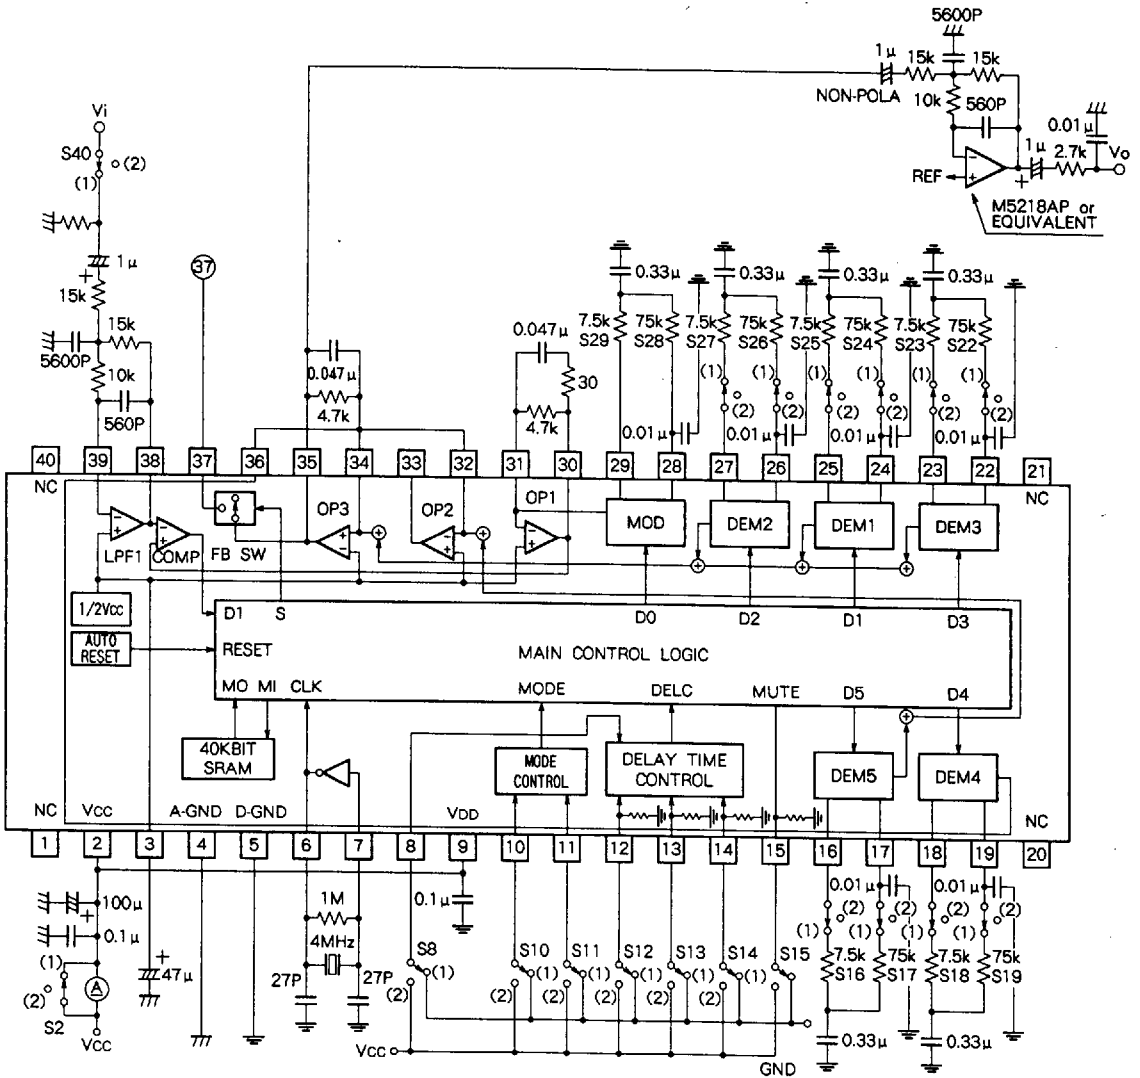 5600P
1μ 15k 15k
NON-POLA
10k 560P
0.01μ
1μ 2.7k Vo
REF
- +
+
M5218AP or
EQUIVALENT
Vi
S40 (2)
(1)
1μ
+
15k
15k
5600P
10k
560P
37
0.047μ
4.7k
0.047μ
30
4.7k
0.33μ 0.33μ 0.33μ 0.33μ
7.5k 75k 7.5k 75k 7.5k 75k 7.5k 75k
S29 S28 S27 S26 S25 S24 S23 S22
(1) (1) (1) (1) (1) (1)
(2) (2) (2) (2) (2) (2)
0.01μ 0.01μ 0.01μ 0.01μ
40 39 38 37 36 35 34 33 32 31 30 29 28 27 26 25 24 23 22 21
NC NC
OP3 OP2 OP1
MOD DEM2 DEM1 DEM3
LPF1 COMP FB SW
1/2VCC
D1 S D0 D2 D1 D3
AUTO
RESET
RESET
MAIN CONTROL LOGIC
MO MI CLK MODE DELC MUTE D5 D4
40KBIT
SRAM
MODE
CONTROL
DELAY TIME
CONTROL
DEM5 DEM4
NC VCC A-GND D-GND VDD NC
1 2 3 4 5 6 7 8 9 10 11 12 13 14 15 16 17 18 19 20
100μ
+
0.1μ
(1)
A
(2)
S2
VCC
+
47μ
1M
4MHz
27P 27P
0.1μ
S8 S10 S11 S12 S13 S14 S15
(1) (1) (1) (1) (1) (1)
(2) (2) (2) (2) (2) (2)
VCC
GND
0.01μ 0.01μ
(2) (2) (2) (2)
(1) (1) (1) (1)
7.5k 75k 7.5k 75k
S16 S17 S18 S19
0.33μ 0.33μ